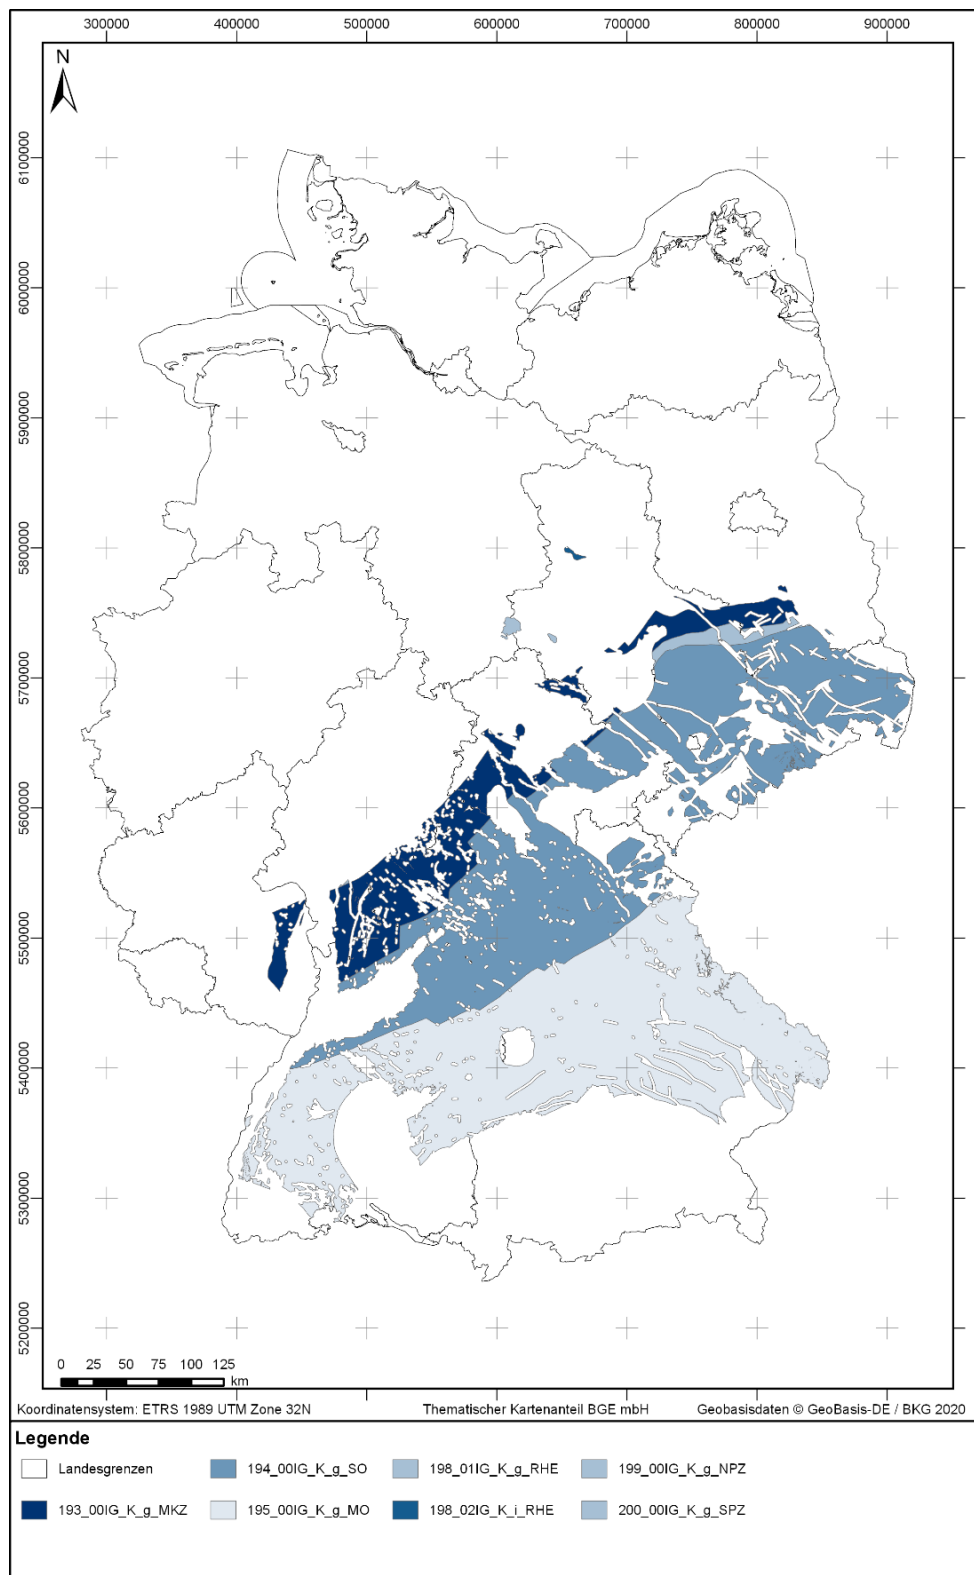 300000 400000 500000 600000 700000 800000 900000
N
6100000
6000000
5900000
5800000
5700000
5600000
5500000
5400000
5300000
5200000
0 25 50 75 100 125
km
Koordinatensystem: ETRS 1989 UTM Zone 32N Thematischer Kartenanteil BGE mbH Geobasisdaten © GeoBasis-DE / BKG 2020
Legende
Landesgrenzen 194_00IG_K_g_SO 198_01IG_K_g_RHE 199_00IG_K_g_NPZ
193_00IG_K_g_MKZ 195_00IG_K_g_MO 198_02IG_K_i_RHE 200_00IG_K_g_SPZ